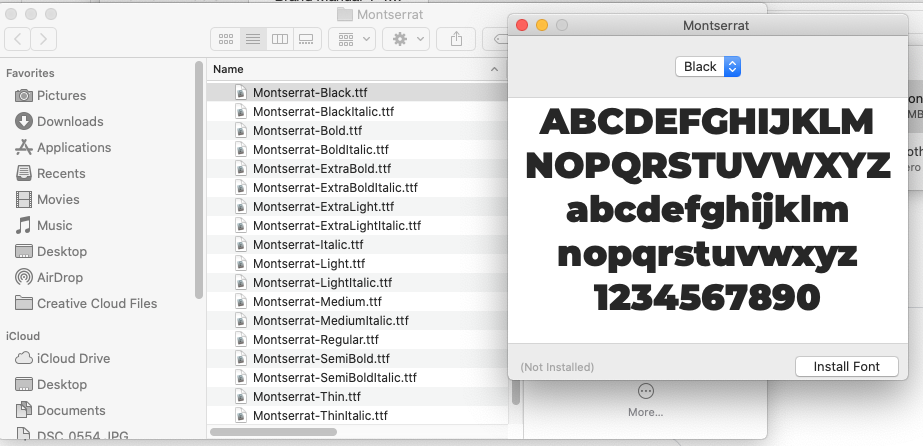 Montserrat
Favorites
Pictures
Downloads
Applications
Recents
Movies
Music
Desktop
AirDrop
Creative Cloud Files
iCloud
iCloud Drive
Desktop
Documents
DSC_0554.JPG
Name
Montserrat-Black.ttf
Montserrat-BlackItalic.ttf
Montserrat-Bold.ttf
Montserrat-BoldItalic.ttf
Montserrat-ExtraBold.ttf
Montserrat-ExtraBoldItalic.ttf
Montserrat-ExtraLight.ttf
Montserrat-ExtraLightItalic.ttf
Montserrat-Italic.ttf
Montserrat-Light.ttf
Montserrat-LightItalic.ttf
Montserrat-Medium.ttf
Montserrat-MediumItalic.ttf
Montserrat-Regular.ttf
Montserrat-SemiBold.ttf
Montserrat-SemiBoldItalic.ttf
Montserrat-Thin.ttf
Montserrat-ThinItalic.ttf
Montserrat
Black
ABCDEFGHIJKLM
NOPQRSTUVWXYZ
abcdefghijklm
nopqrstuvwxyz
1234567890
(Not Installed)
Install Font
More...